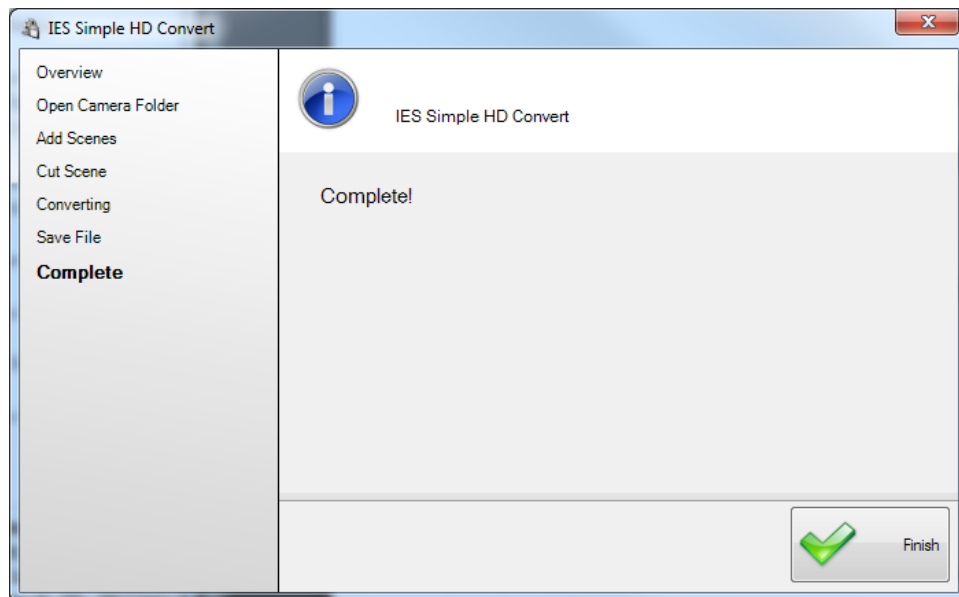 IES Simple HD Convert
Overview
Open Camera Folder
Add Scenes
Cut Scene
Converting
Save File
Complete
IES Simple HD Convert
Complete!
Finish